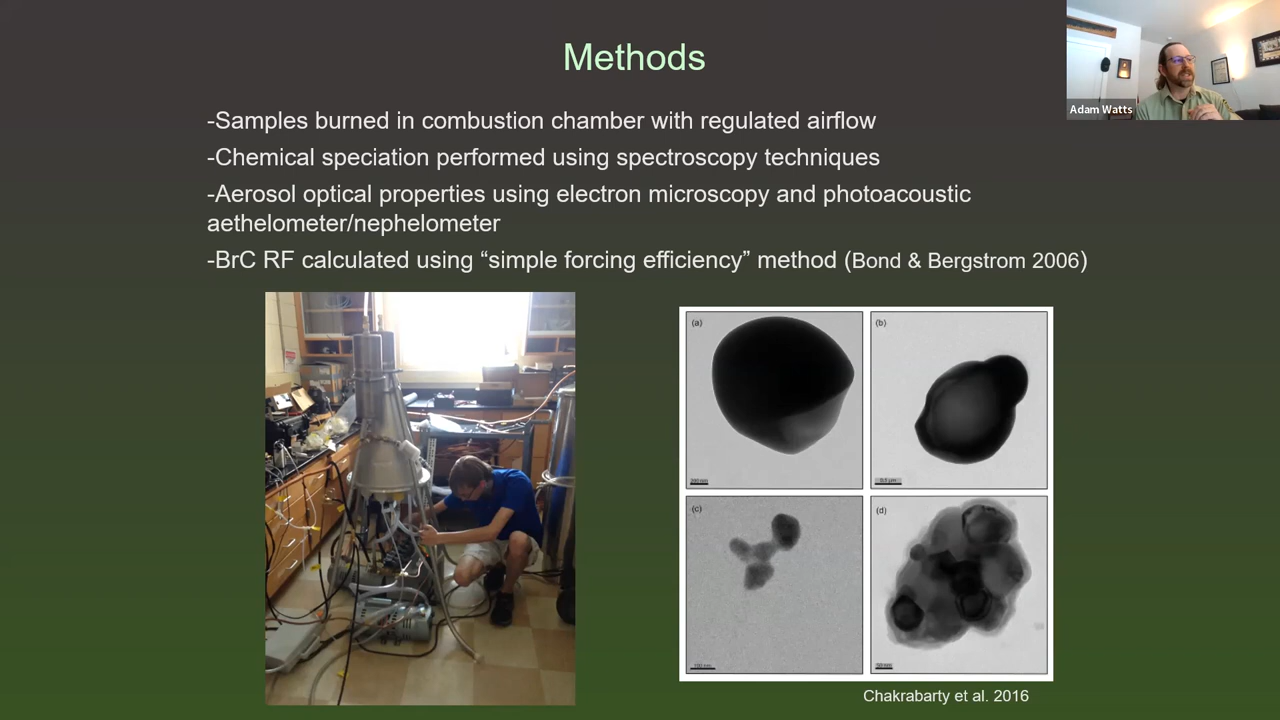 Methods
Adam Watts
-Samples burned in combustion chamber with regulated airflow
-Chemical speciation performed using spectroscopy techniques
-Aerosol optical properties using electron microscopy and photoacoustic
aethelometer/nephelometer
-BrC RF calculated using “simple forcing efficiency” method (Bond & Bergstrom 2006)
(a)
(b)
(c)
(d)
Chakrabarty et al. 2016